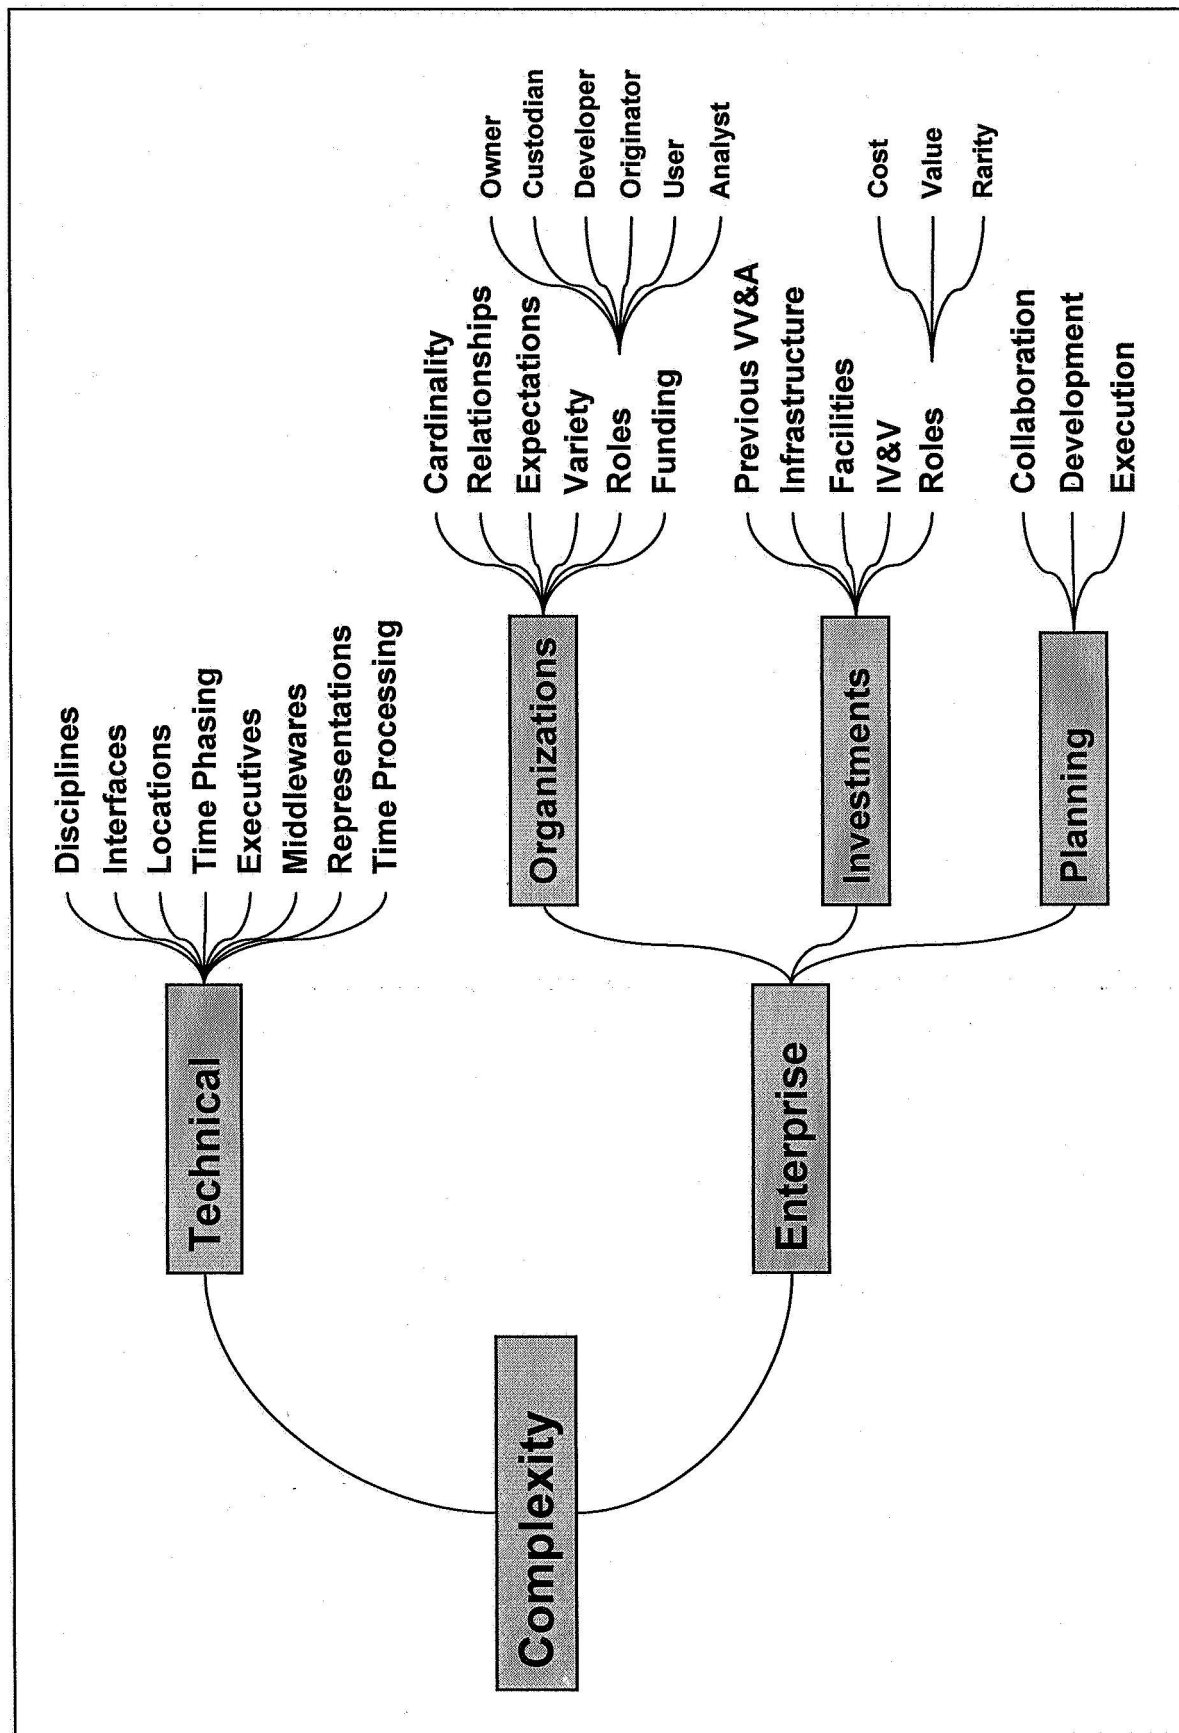 Complexity
Technical
Disciplines
Interfaces
Locations
Time Phasing
Executives
Middlewares
Representations
Time Processing
Enterprise
Organizations
Cardinality
Relationships
Expectations
Variety
Roles
Funding
Owner
Custodian
Developer
Originator
User
Analyst
Investments
Previous VV&A
Infrastructure
Facilities
IV&V
Roles
Cost
Value
Rarity
Planning
Collaboration
Development
Execution